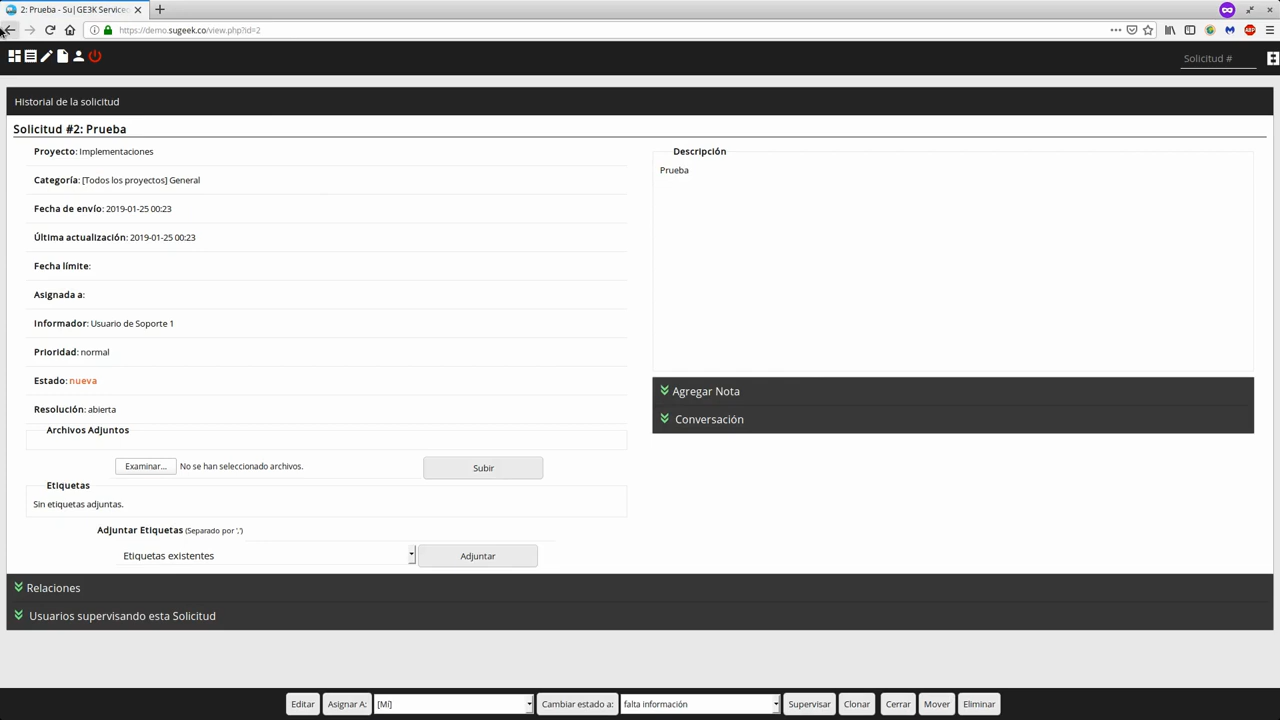 2: Prueba - Su|GE3K Service
https://demo.sugeek.co/view.php?id=2
Solicitud #
Historial de la solicitud
Solicitud #2: Prueba
Proyecto: Implementaciones
Categoría: [Todos los proyectos] General
Fecha de envío: 2019-01-25 00:23
Última actualización: 2019-01-25 00:23
Fecha límite:
Asignada a:
Informador: Usuario de Soporte 1
Prioridad: normal
Estado: nueva
Resolución: abierta
Archivos Adjuntos
Examinar... No se han seleccionado archivos. Subir
Etiquetas
Sin etiquetas adjuntas.
Adjuntar Etiquetas (Separado por ',')
Etiquetas existentes Adjuntar
Descripción
Prueba
Agregar Nota
Conversación
Relaciones
Usuarios supervisando esta Solicitud
Editar Asignar A: [Mí] Cambiar estado a: falta información Supervisar Clonar Cerrar Mover Eliminar